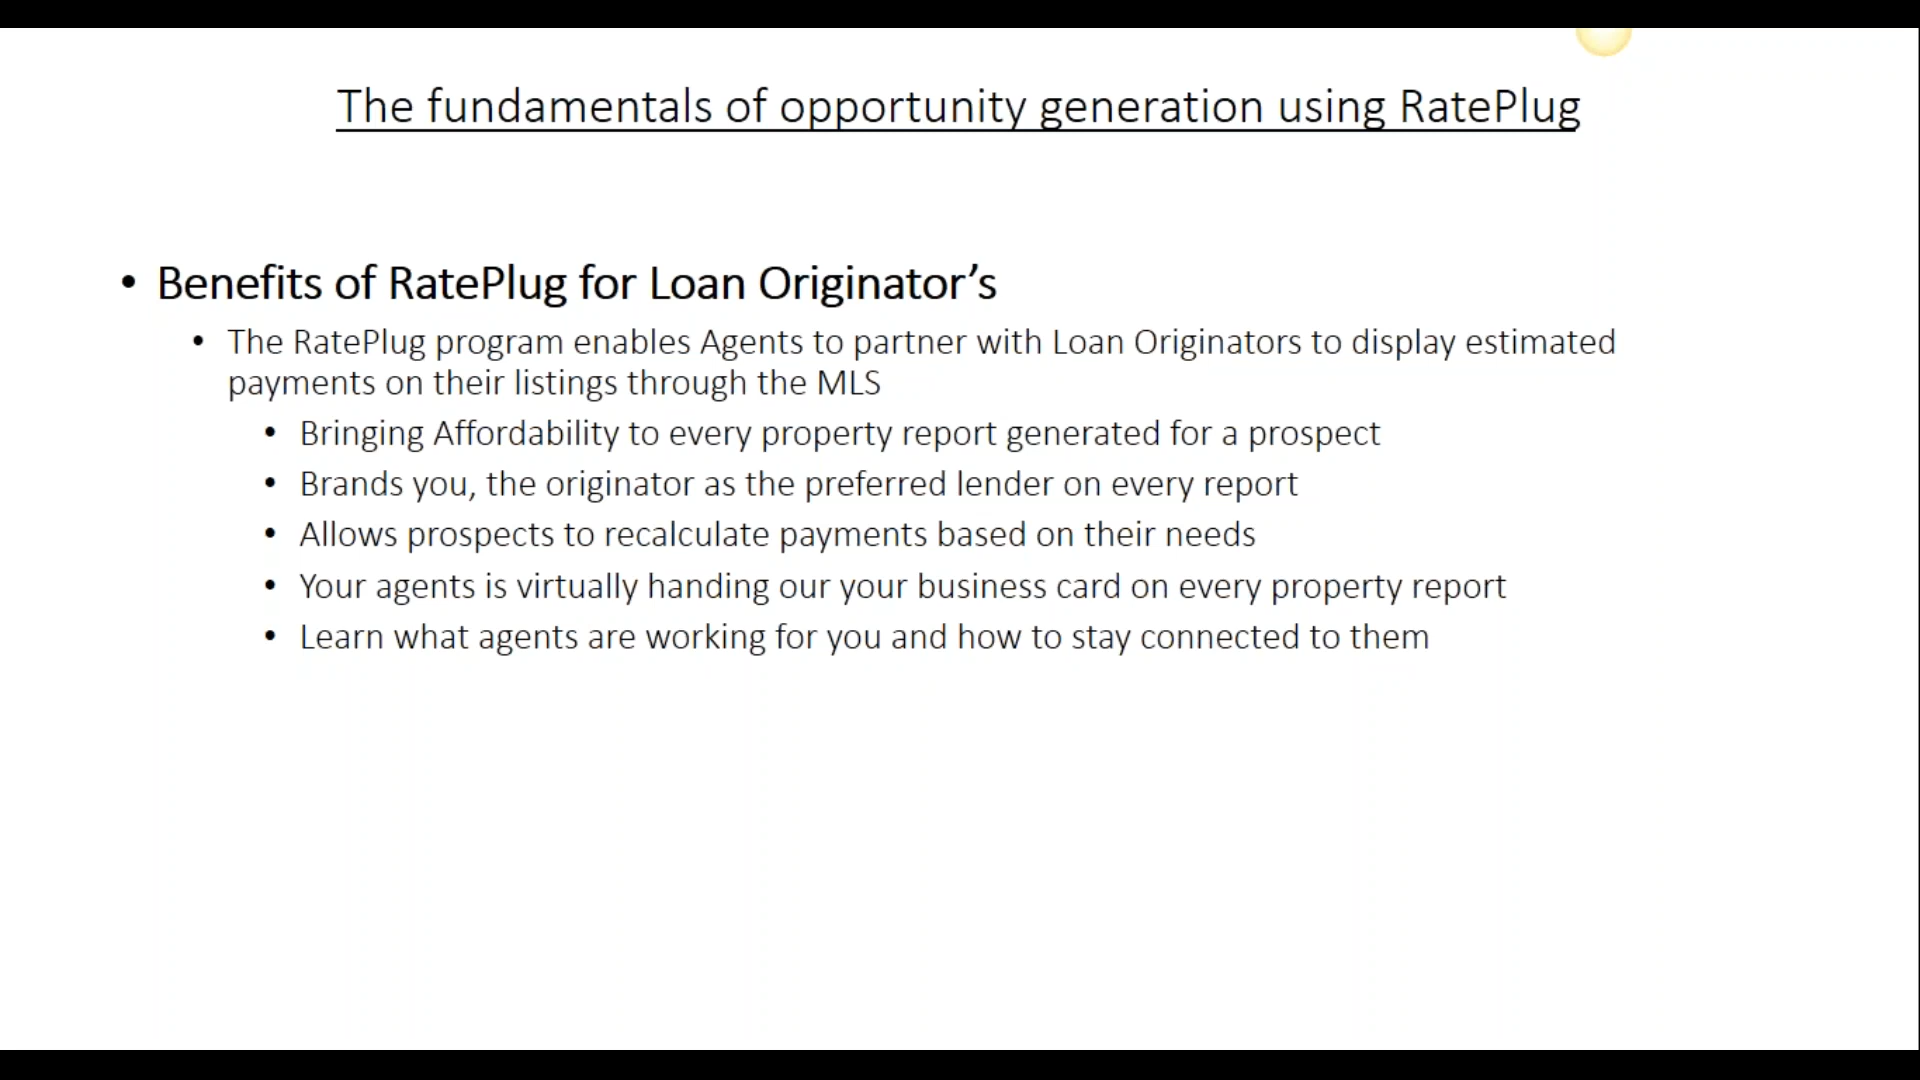 The fundamentals of opportunity generation using RatePlug
• Benefits of RatePlug for Loan Originator’s
• The RatePlug program enables Agents to partner with Loan Originators to display estimated
payments on their listings through the MLS
• Bringing Affordability to every property report generated for a prospect
• Brands you, the originator as the preferred lender on every report
• Allows prospects to recalculate payments based on their needs
• Your agents is virtually handing our your business card on every property report
• Learn what agents are working for you and how to stay connected to them